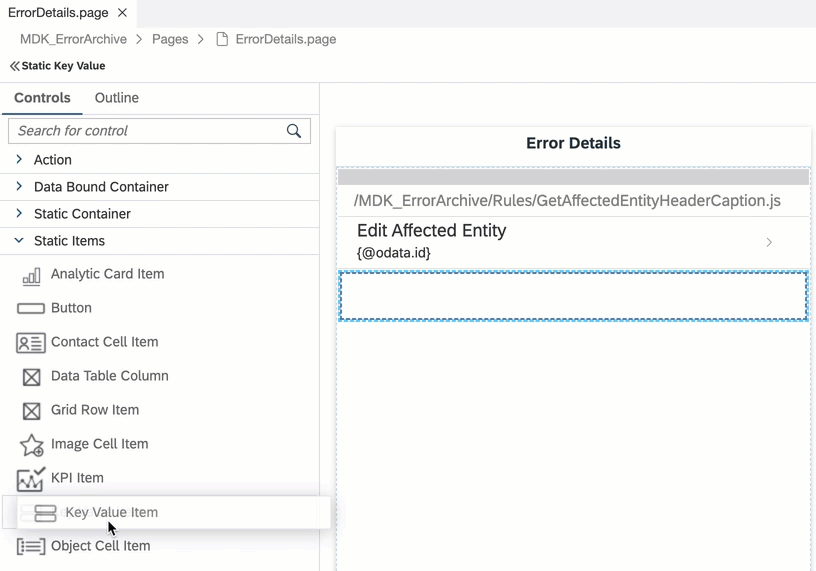 ErrorDetails.page
MDK_ErrorArchive > Pages > ErrorDetails.page
Static Key Value
Controls Outline
Search for control
Action
Data Bound Container
Static Container
Static Items
Analytic Card Item
Button
Contact Cell Item
Data Table Column
Grid Row Item
Image Cell Item
KPI Item
Key Value Item
Object Cell Item
Error Details
/MDK_ErrorArchive/Rules/GetAffectedEntityHeaderCaption.js
Edit Affected Entity
{@odata.id}